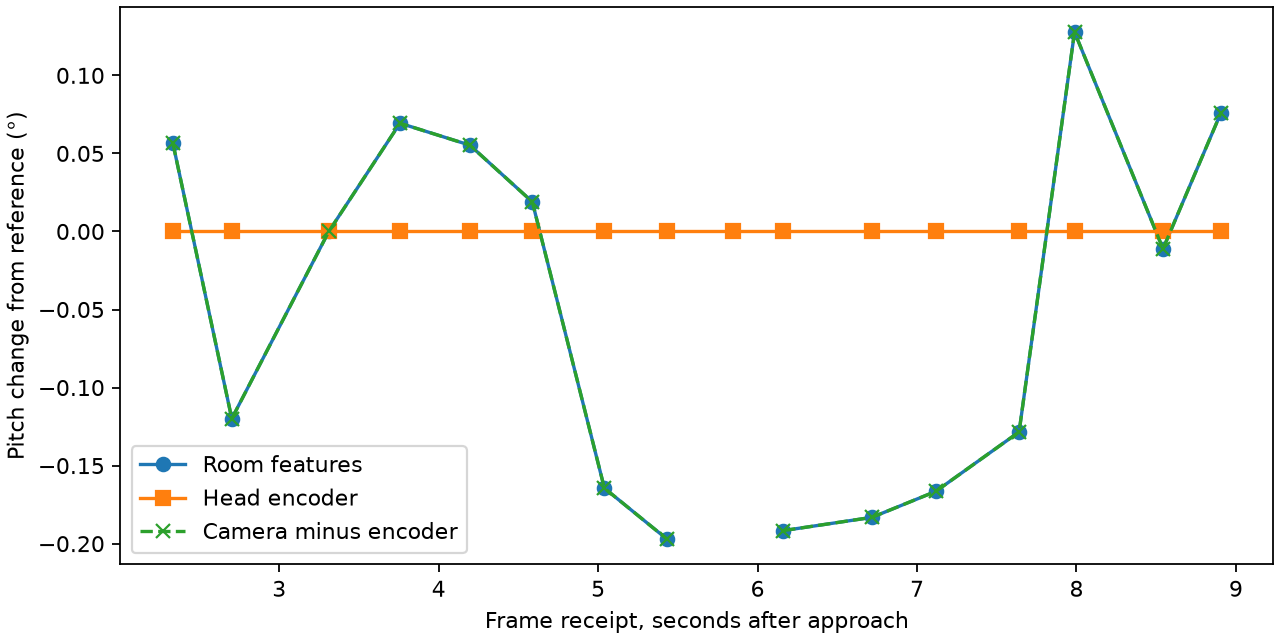 Pitch change from reference (°)
0.10
0.05
0.00
−0.05
−0.10
−0.15
−0.20
Room features
Head encoder
Camera minus encoder
3 4 5 6 7 8 9
Frame receipt, seconds after approach